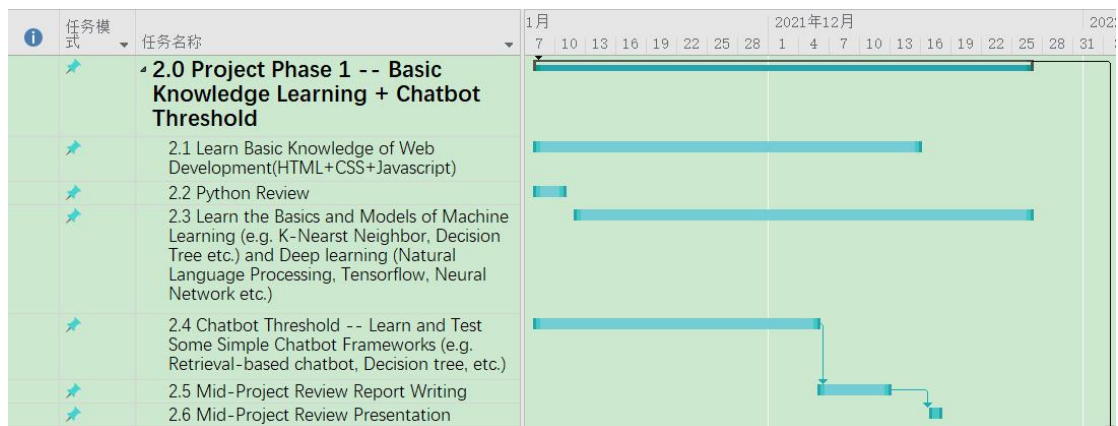 1月 2021年12月 202
任务模式 任务名称
7 10 13 16 19 22 25 28 1 4 7 10 13 16 19 22 25 28 31
2.0 Project Phase 1 -- Basic
Knowledge Learning + Chatbot
Threshold
2.1 Learn Basic Knowledge of Web
Development(HTML+CSS+Javascript)
2.2 Python Review
2.3 Learn the Basics and Models of Machine
Learning (e.g. K-Nearst Neighbor, Decision
Tree etc.) and Deep learning (Natural
Language Processing, Tensorflow, Neural
Network etc.)
2.4 Chatbot Threshold -- Learn and Test
Some Simple Chatbot Frameworks (e.g.
Retrieval-based chatbot, Decision tree, etc.)
2.5 Mid-Project Review Report Writing
2.6 Mid-Project Review Presentation